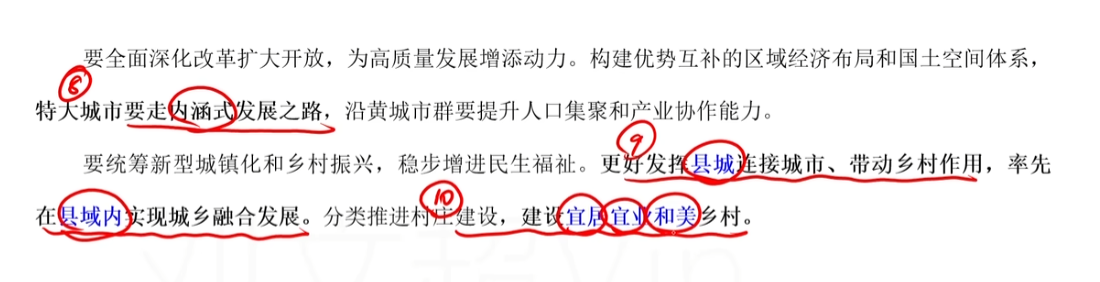 要全面深化改革扩大开放，为高质量发展增添动力。构建优势互补的区域经济布局和国土空间体系，
⑧
特大城市要走内涵式发展之路，沿黄城市群要提升人口集聚和产业协作能力。
⑨
要统筹新型城镇化和乡村振兴，稳步增进民生福祉。更好发挥县城连接城市、带动乡村作用，率先
⑩
在县域内实现城乡融合发展。分类推进村庄建设，建设宜居宜业和美乡村。